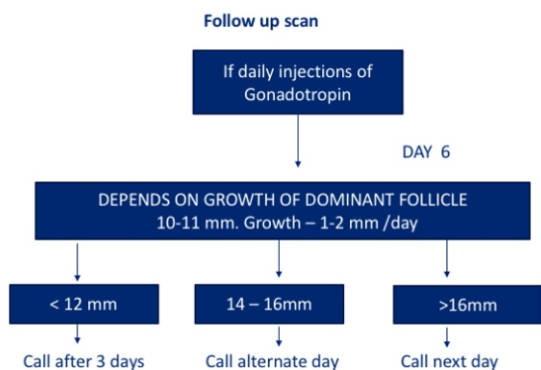 Follow up scan
If daily injections of
Gonadotropin
DAY 6
DEPENDS ON GROWTH OF DOMINANT FOLLICLE
10-11 mm. Growth – 1-2 mm /day
< 12 mm
14 – 16mm
>16mm
Call after 3 days
Call alternate day
Call next day